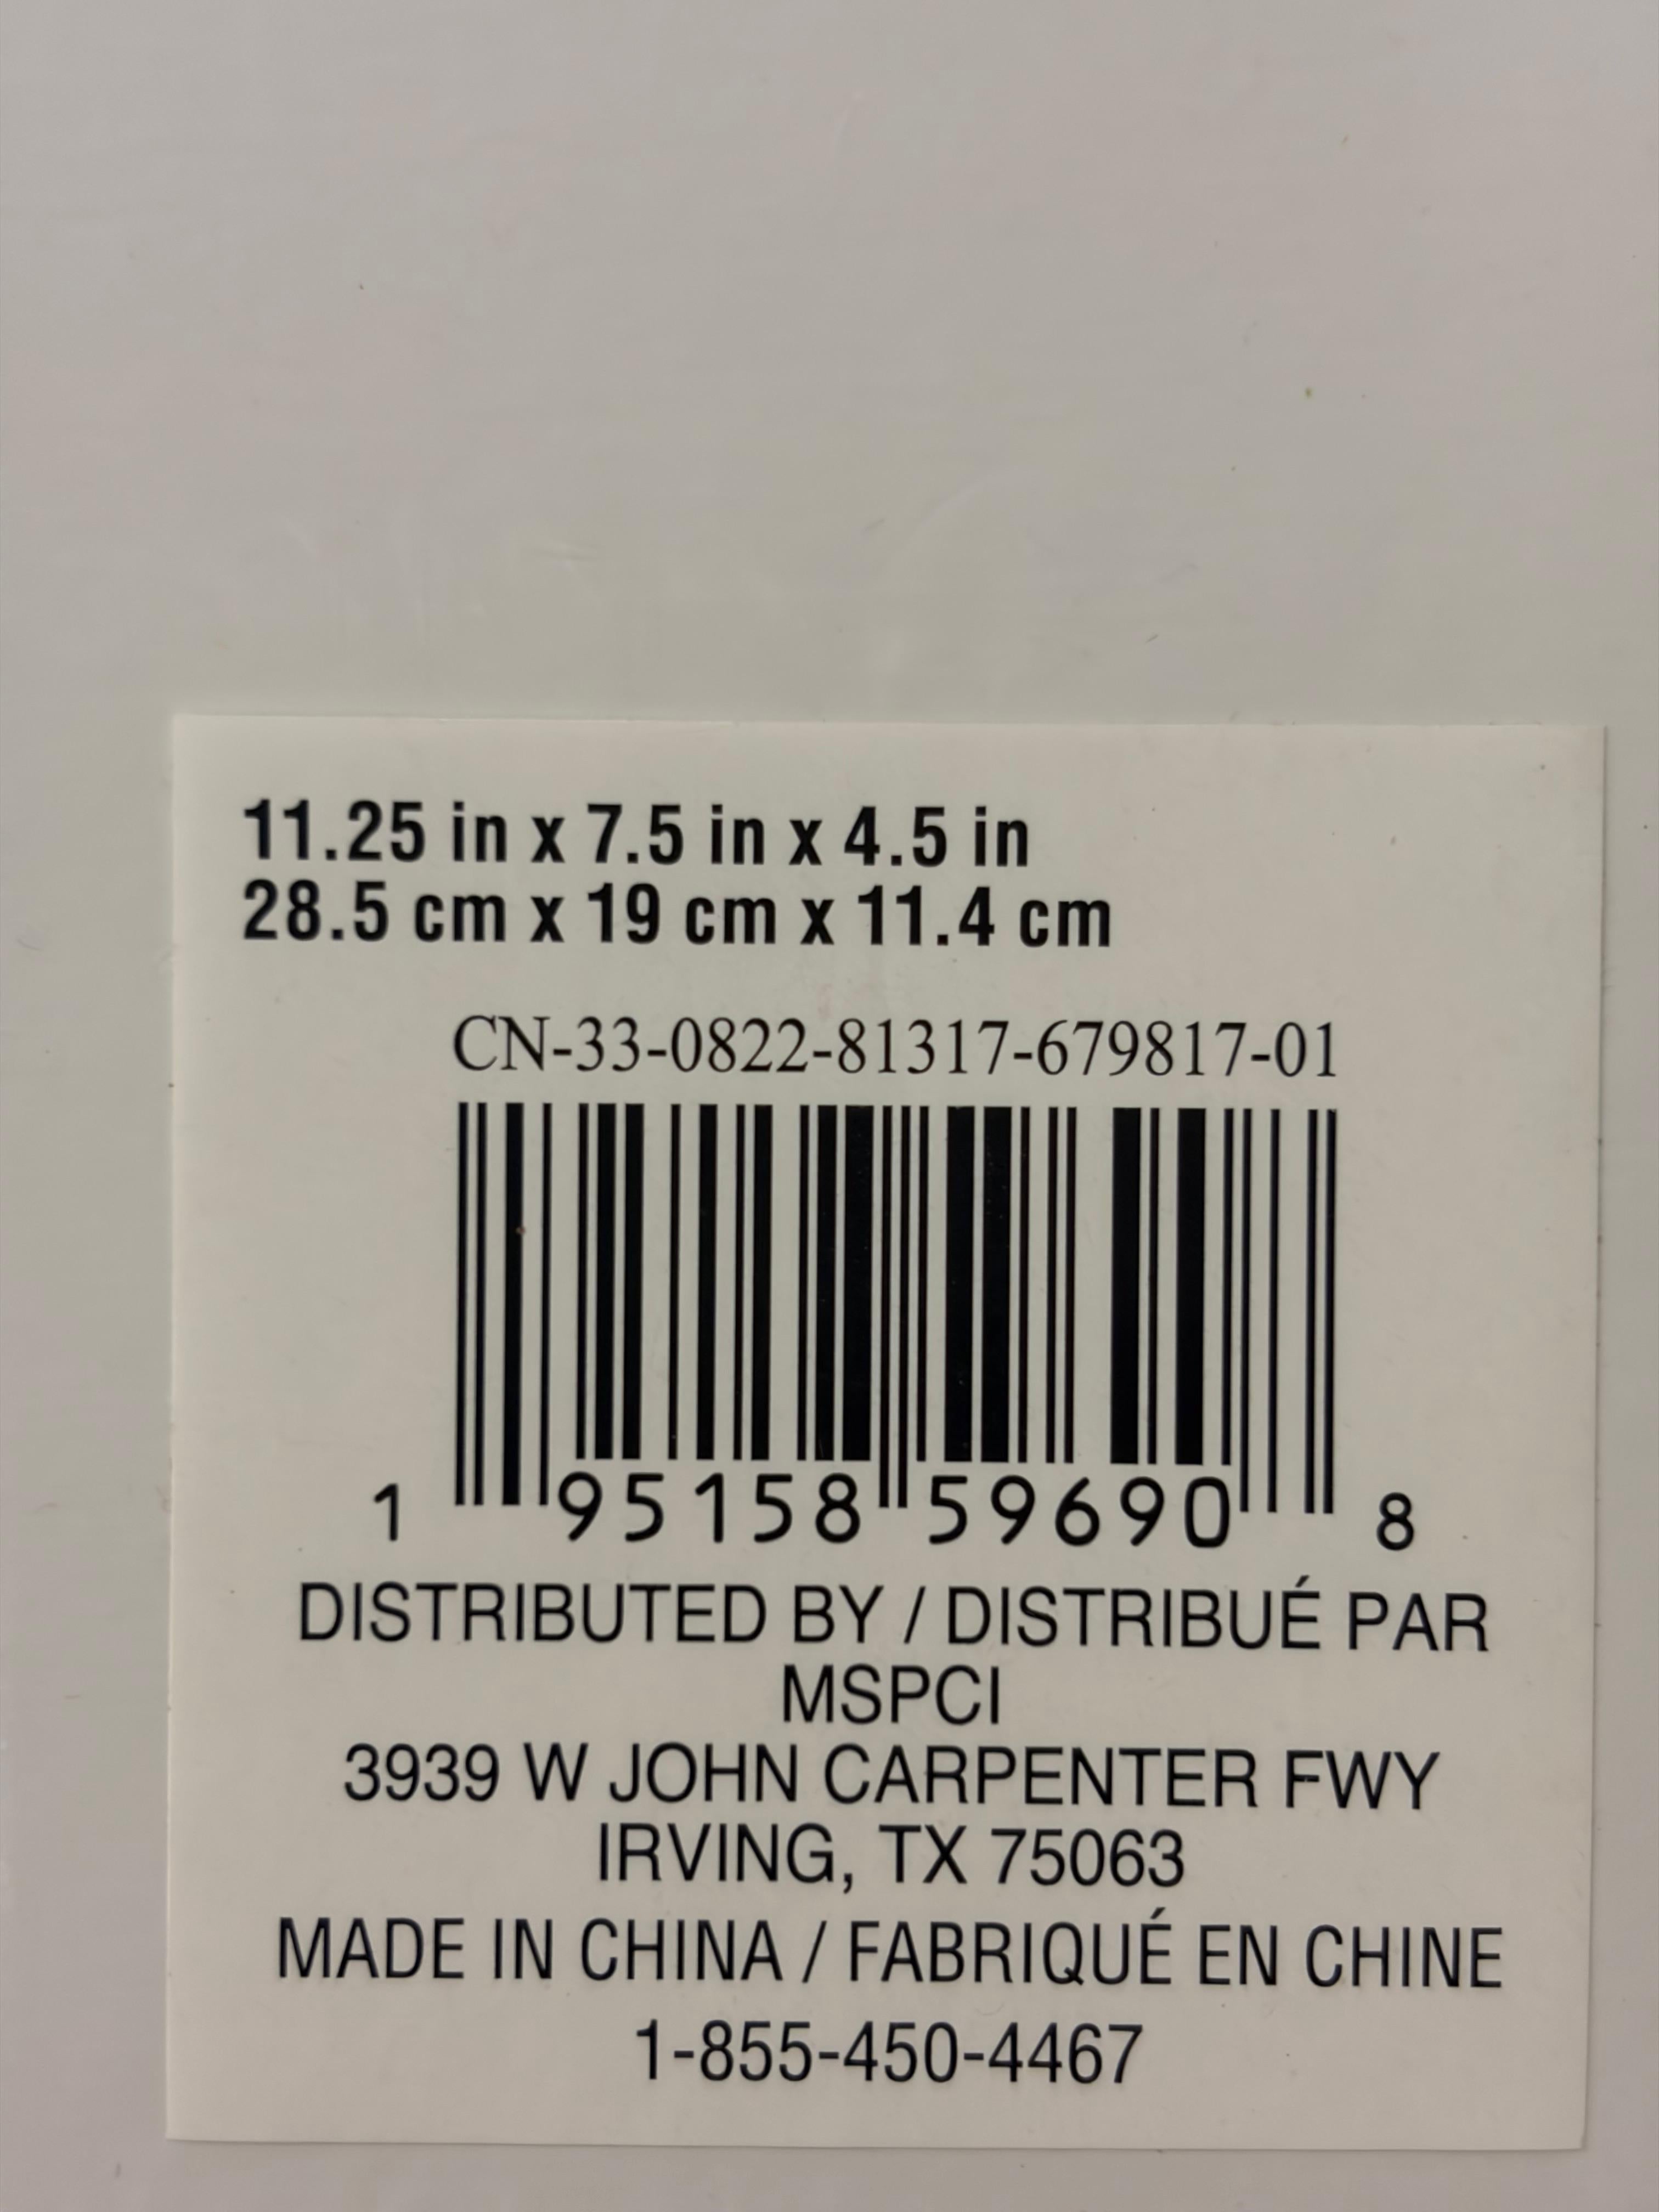 11.25 in x 7.5 in x 4.5 in
28.5 cm x 19 cm x 11.4 cm
CN-33-0822-81317-679817-01
1 95158 59690 8
DISTRIBUTED BY / DISTRIBUÉ PAR
MSPCI
3939 W JOHN CARPENTER FWY
IRVING, TX 75063
MADE IN CHINA / FABRIQUÉ EN CHINE
1-855-450-4467